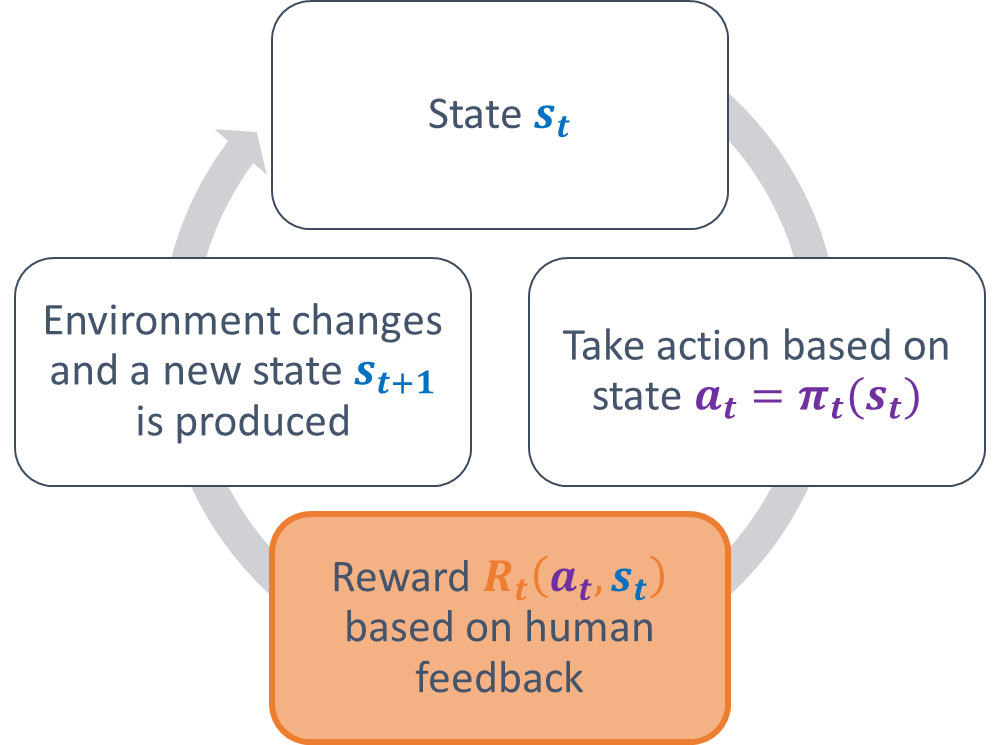 State s_t
Take action based on
state a_t = π_t(s_t)
Reward R_t(a_t, s_t)
based on human
feedback
Environment changes
and a new state s_{t+1}
is produced